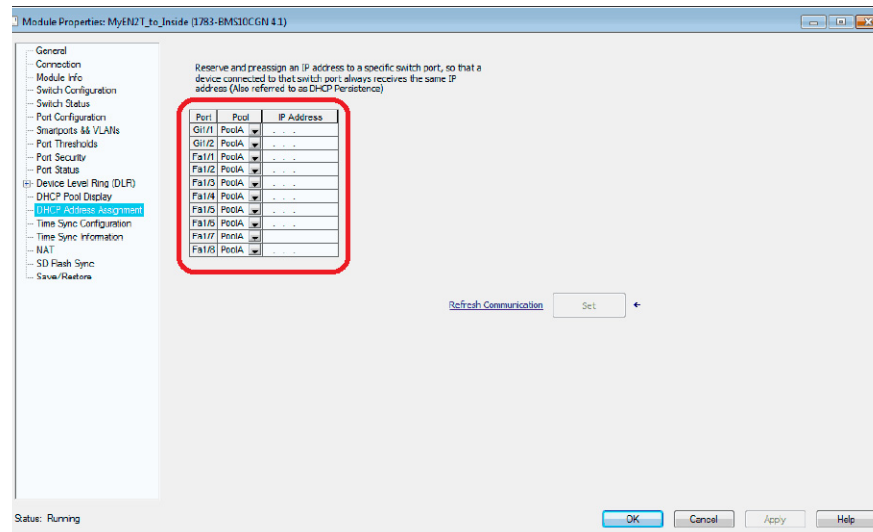 Module Properties: MyEN2T_to_Inside (1783-BMS10CGN 4.1)
General
Connection
Module Info
Switch Configuration
Switch Status
Port Configuration
Smartports && VLANs
Port Thresholds
Port Security
Port Status
Device Level Ring (DLR)
DHCP Pool Display
DHCP Address Assignment
Time Sync Configuration
Time Sync Information
NAT
SD Flash Sync
Save/Restore
Reserve and preassign an IP address to a specific switch port, so that a
device connected to that switch port always receives the same IP
address (Also referred to as DHCP Persistence)
Port Pool IP Address
Gi1/1 PoolA . . .
Gi1/2 PoolA . . .
Fa1/1 PoolA . . .
Fa1/2 PoolA . . .
Fa1/3 PoolA . . .
Fa1/4 PoolA . . .
Fa1/5 PoolA . . .
Fa1/6 PoolA . . .
Fa1/7 PoolA . . .
Fa1/8 PoolA . . .
Refresh Communication Set ←
Status: Running
OK Cancel Apply Help